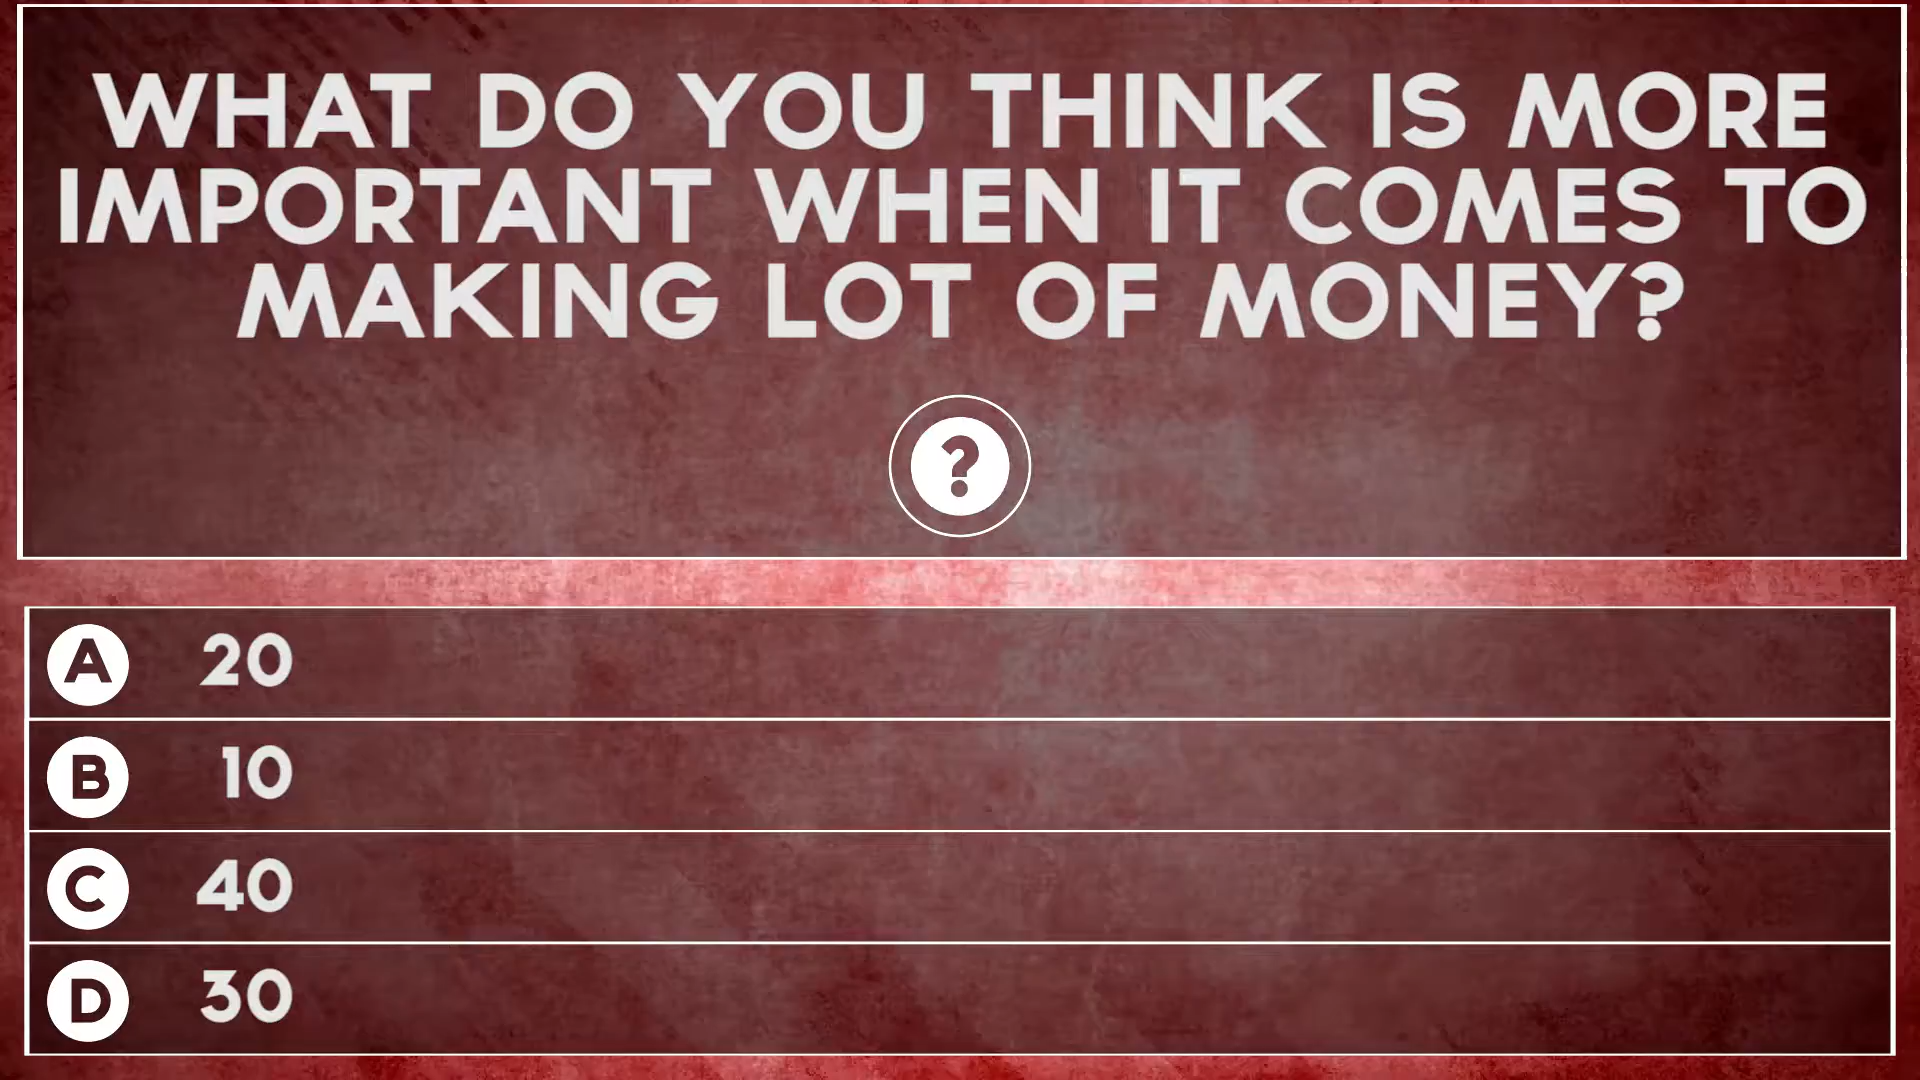 WHAT DO YOU THINK IS MORE
IMPORTANT WHEN IT COMES TO
MAKING LOT OF MONEY?
?
A 20
B 10
C 40
D 30